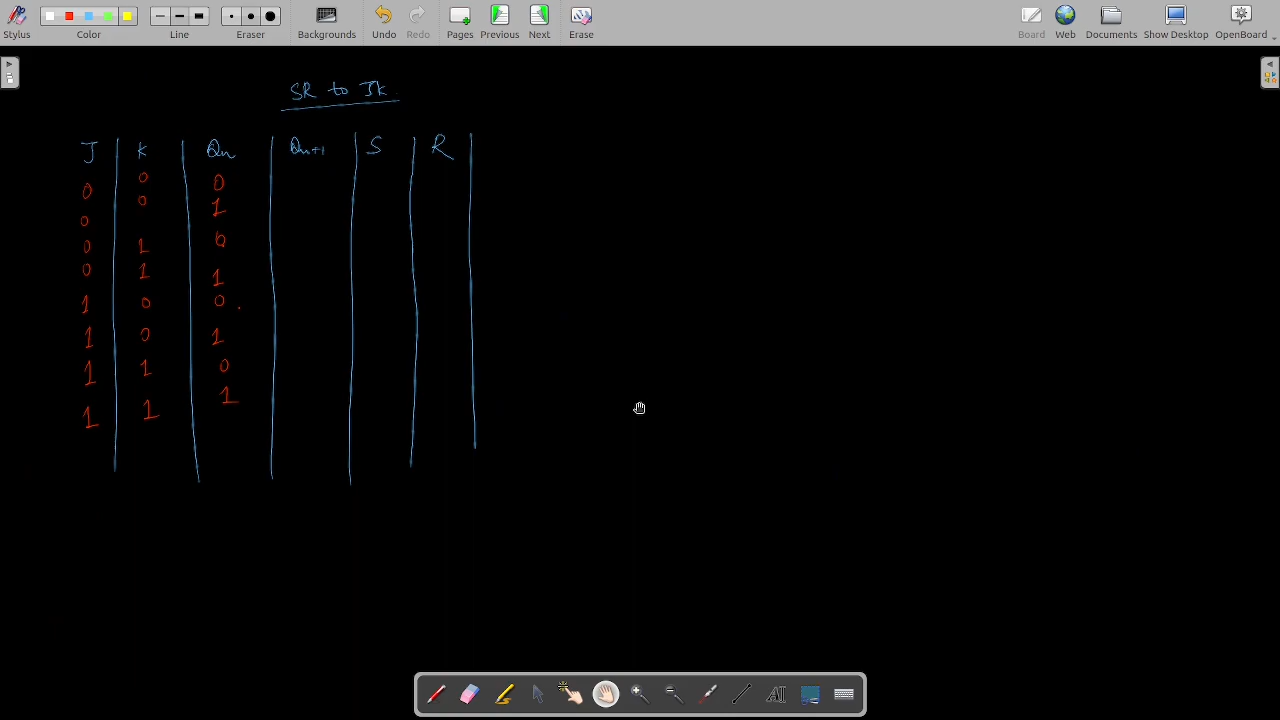 Stylus Color Line Eraser Backgrounds Undo Redo Pages Previous Next Erase Board Web Documents Show Desktop OpenBoard
SR to JK
J K Qn Qn+1 S R
0 0 0
0 0 1
0
0 1 0
0 1 1
1 0 0
1 0 1
1 1 0
1 1 1
AI